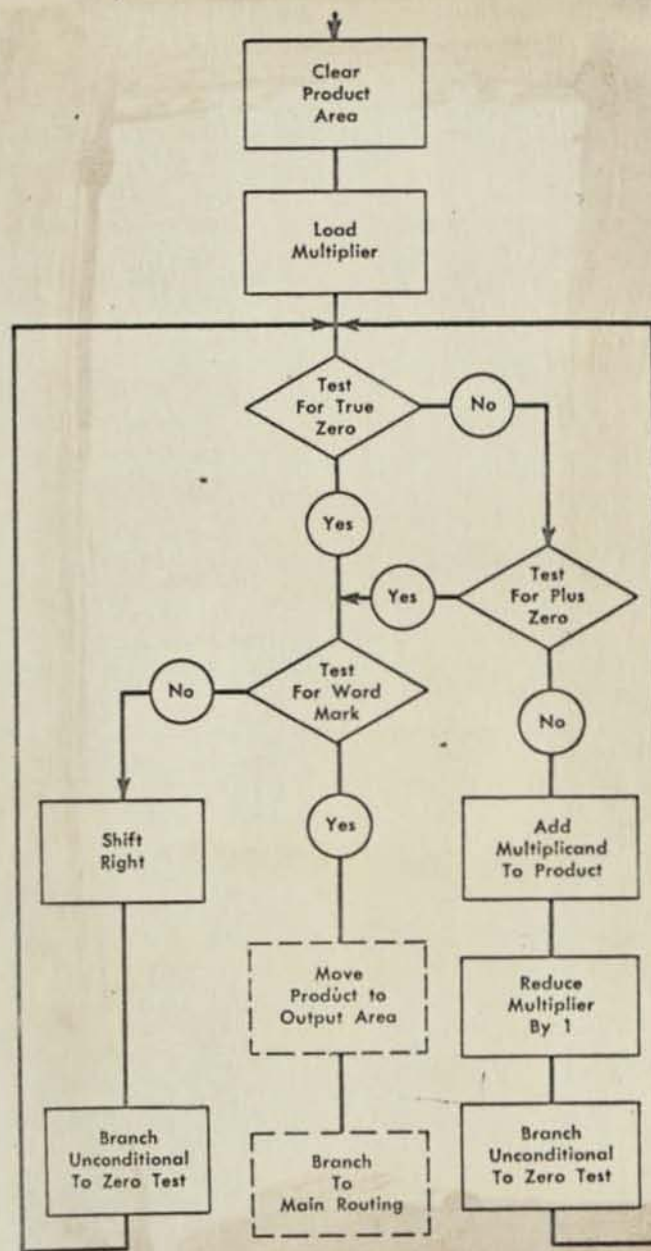 Clear
Product
Area
Load
Multiplier
Test
For True
Zero
No
Yes
Test
For Plus
Zero
Yes
No
Test
For Word
Mark
No
Yes
Shift
Right
Add
Multiplicand
To Product
Move
Product to
Output Area
Reduce
Multiplier
By 1
Branch
Unconditional
To Zero Test
Branch
To
Main Routing
Branch
Unconditional
To Zero Test